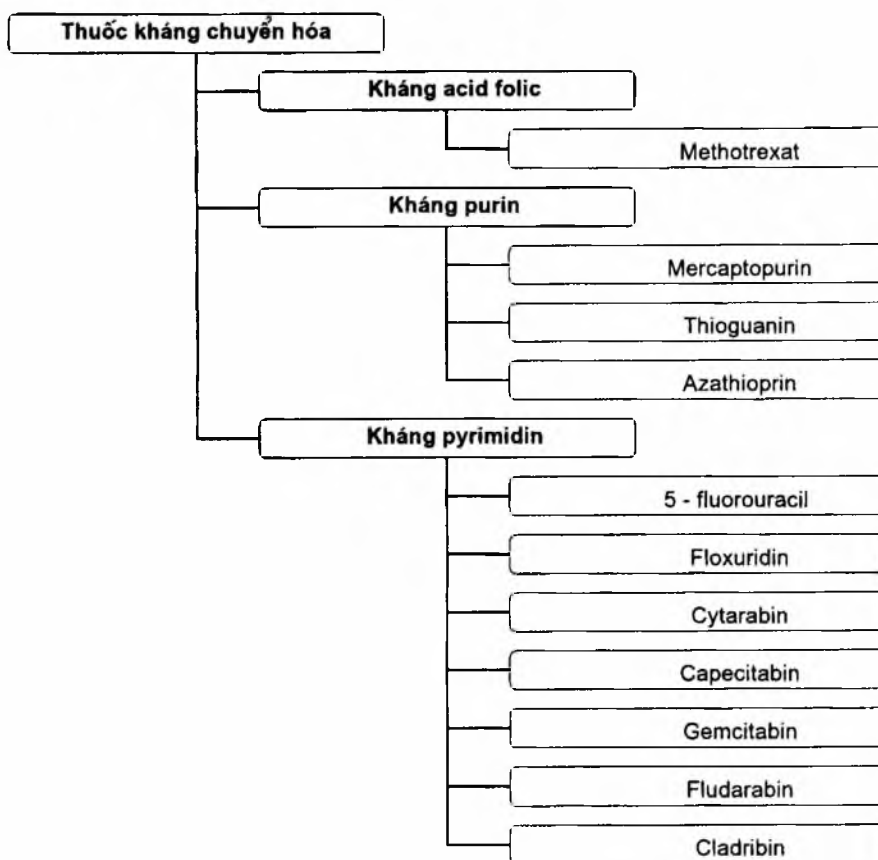 Thuốc kháng chuyển hóa
Kháng acid folic
Methotrexat
Kháng purin
Mercaptopurin
Thioguanin
Azathioprin
Kháng pyrimidin
5 - fluorouracil
Floxuridin
Cytarabin
Capecitabin
Gemcitabin
Fludarabin
Cladribin